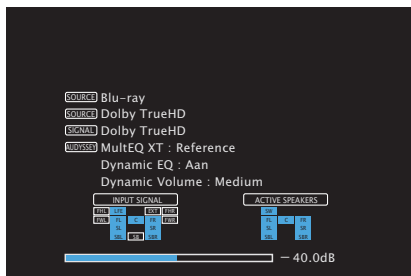 SOURCE Blu-ray
SOURCE Dolby TrueHD
SIGNAL Dolby TrueHD
AUDYSSEY MultEQ XT : Reference
Dynamic EQ : Aan
Dynamic Volume : Medium
INPUT SIGNAL ACTIVE SPEAKERS
FHL LFE EXT FHR SW
FWL FL C FR FWR FL C FR
SL SR SL SR
SBL SB SBR SBL SBR
-40.0dB